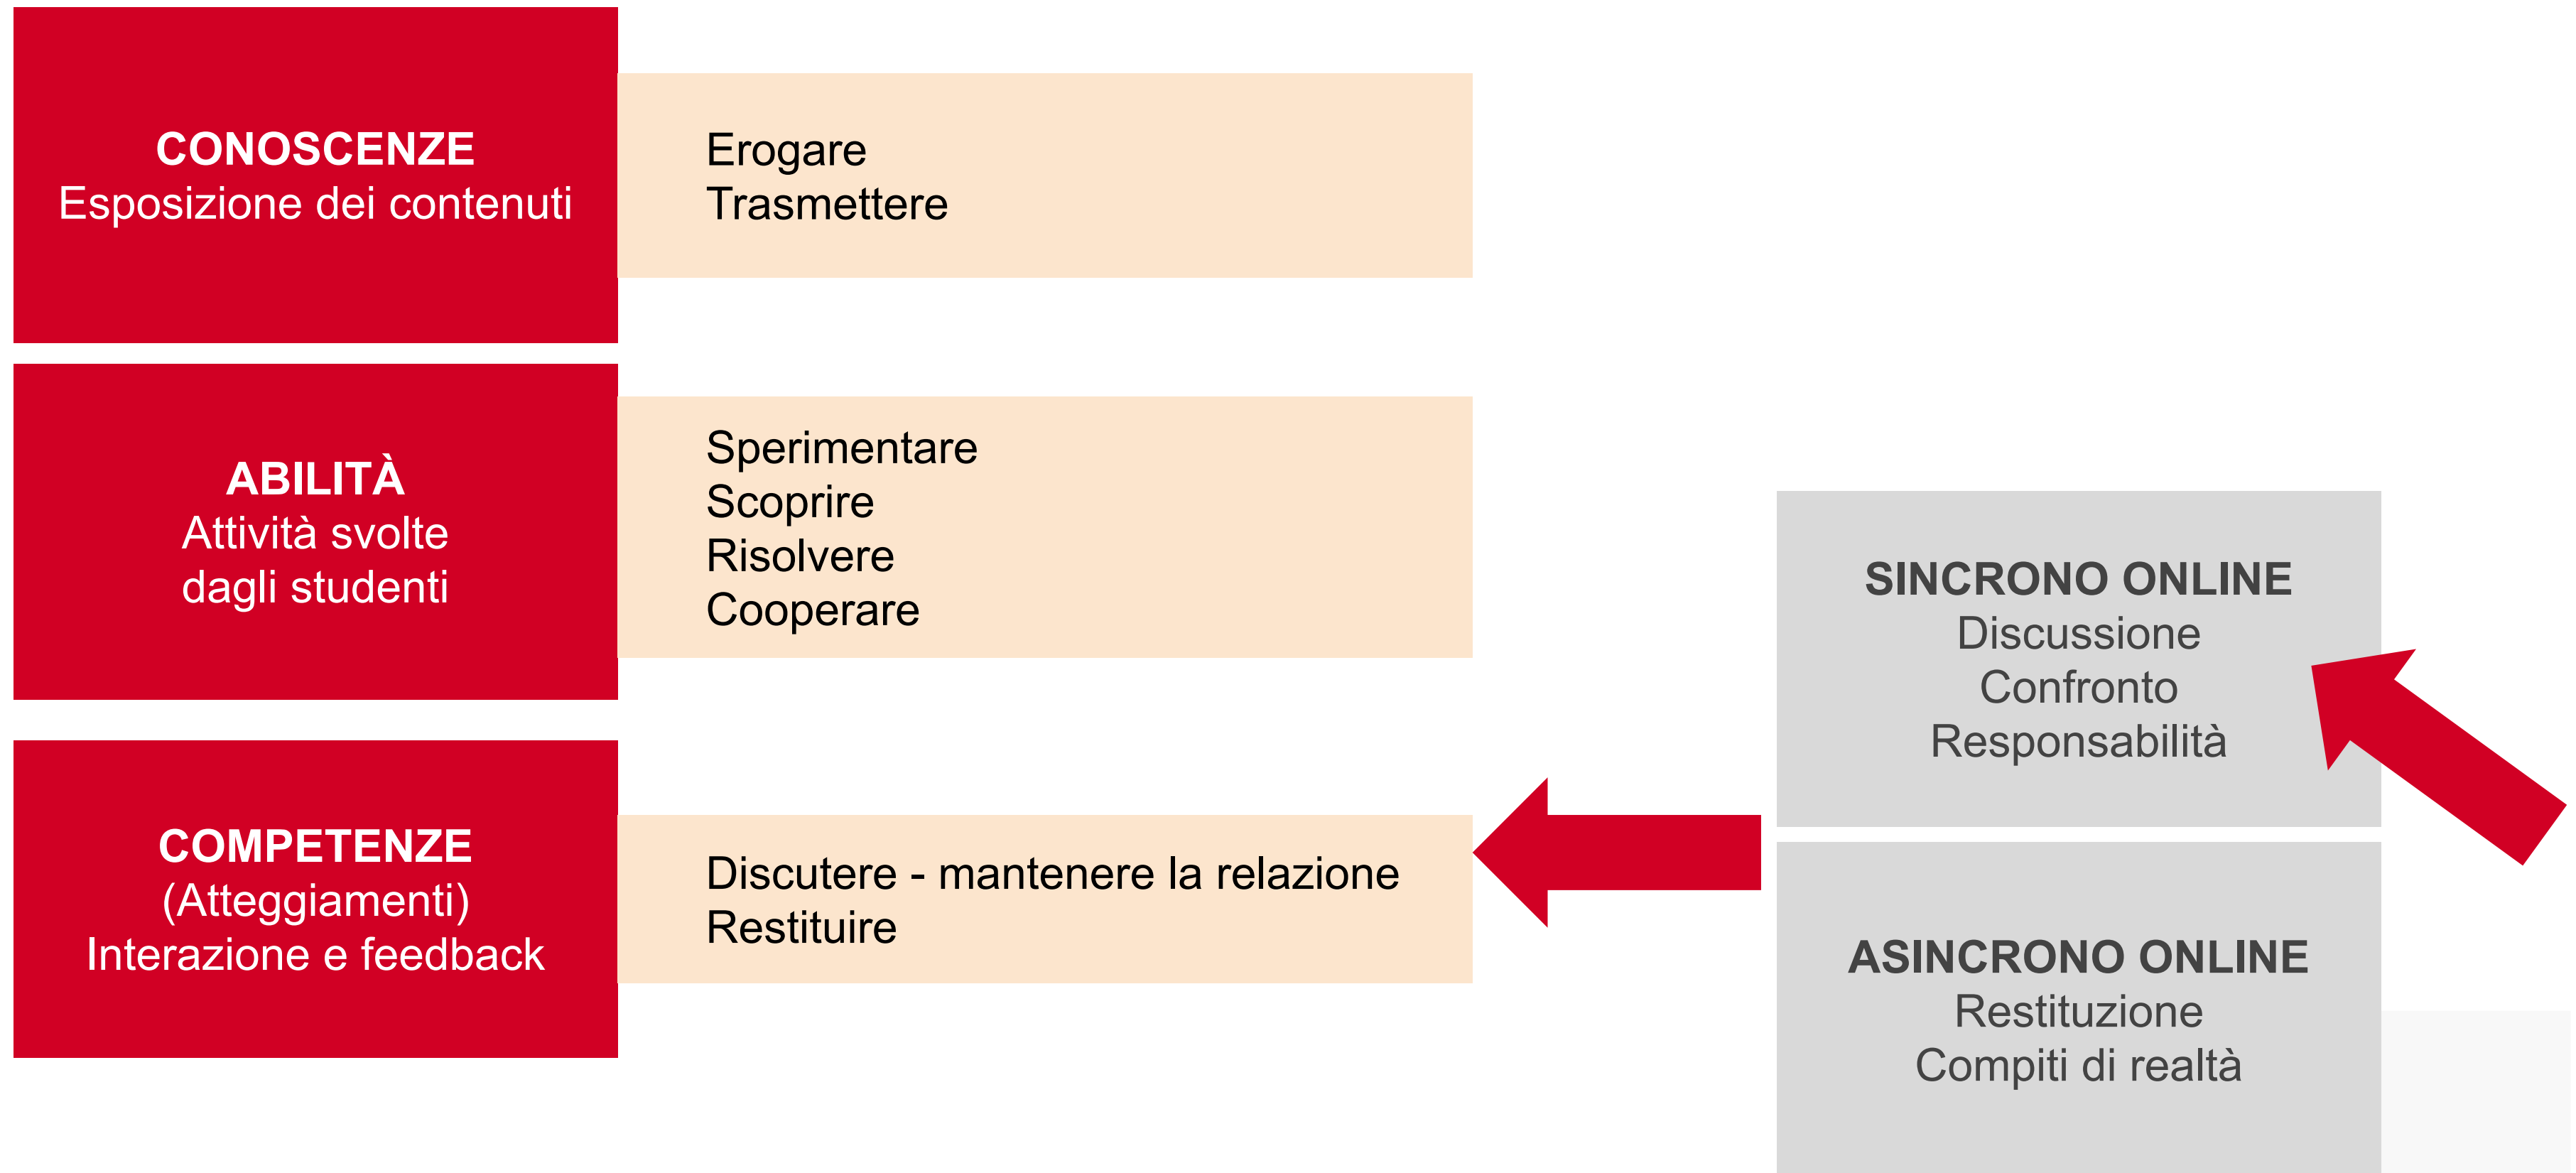 CONOSCENZE
Esposizione dei contenuti
Erogare
Trasmettere
ABILITÀ
Attività svolte
dagli studenti
Sperimentare
Scoprire
Risolvere
Cooperare
COMPETENZE
(Atteggiamenti)
Interazione e feedback
Discutere - mantenere la relazione
Restituire
SINCRONO ONLINE
Discussione
Confronto
Responsabilità
ASINCRONO ONLINE
Restituzione
Compiti di realtà